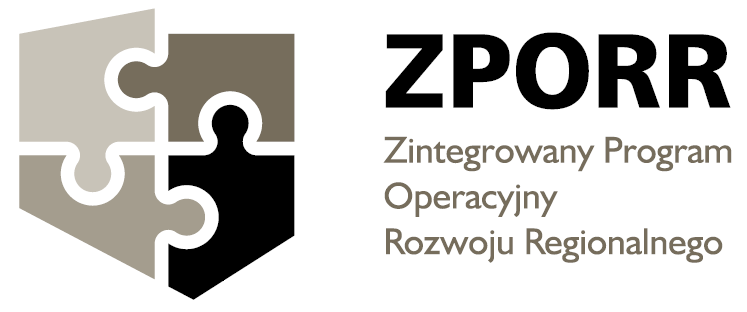 ZPORR
Zintegrowany Program
Operacyjny
Rozwoju Regionalnego